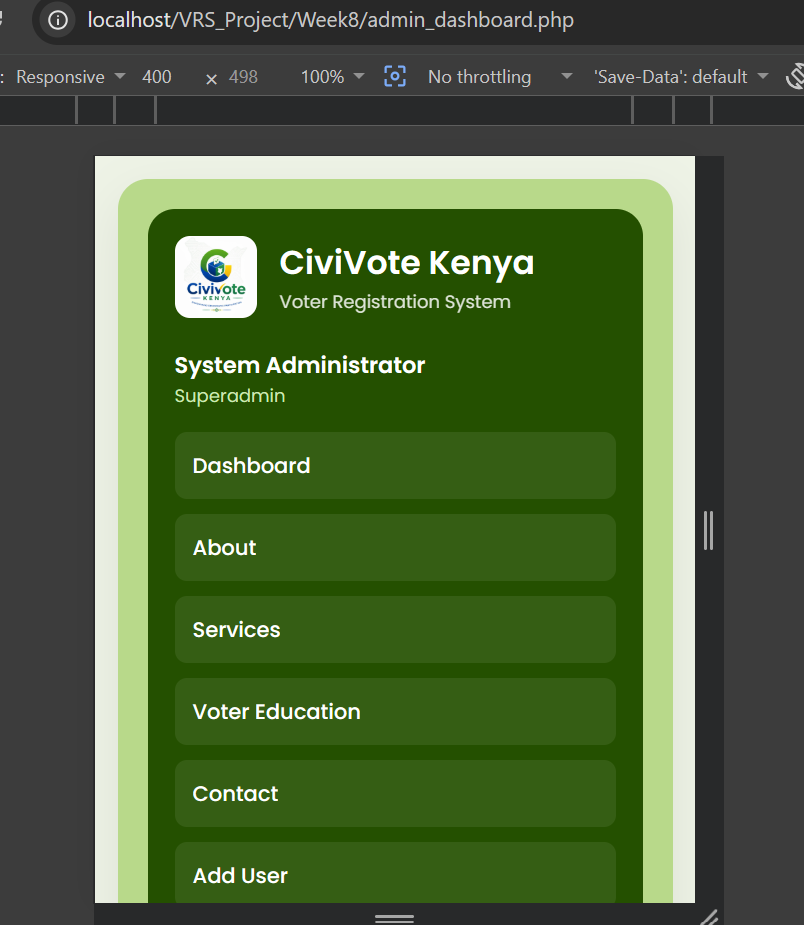 localhost/VRS_Project/Week8/admin_dashboard.php
: Responsive 400 × 498 100% No throttling 'Save-Data': default
Civivote
KENYA
CiviVote Kenya
Voter Registration System
System Administrator
Superadmin
Dashboard
About
Services
Voter Education
Contact
Add User